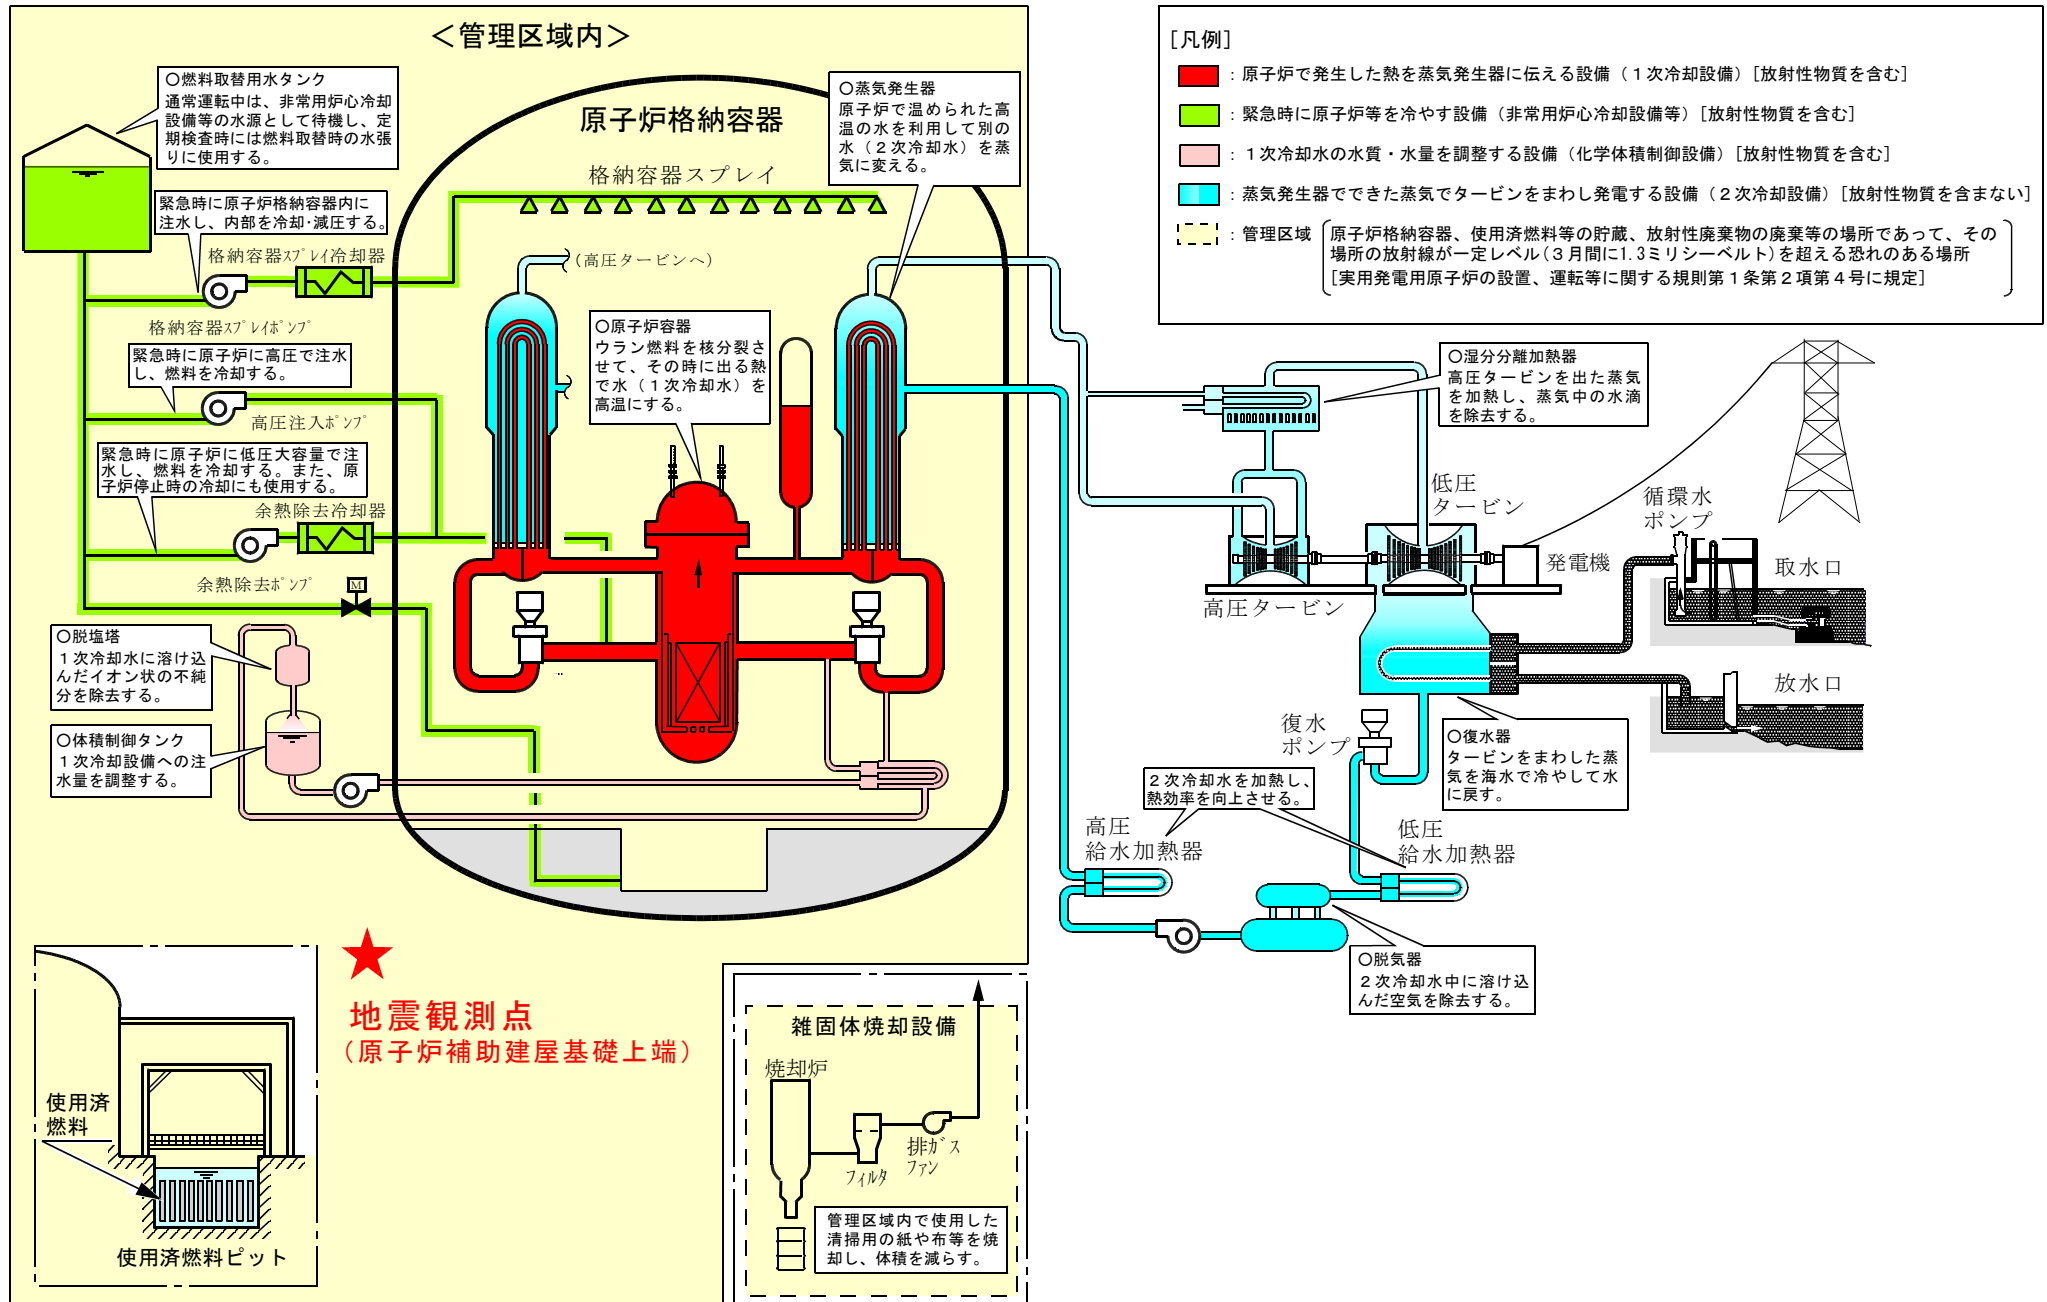 ＜管理区域内＞
○燃料取替用水タンク
通常運転中は、非常用炉心冷却
設備等の水源として待機し、定
期検査時には燃料取替時の水張
りに使用する。
緊急時に原子炉格納容器内に
注水し、内部を冷却･減圧する。
格納容器ｽﾌﾟﾚｲ冷却器
格納容器ｽﾌﾟﾚｲﾎﾟﾝﾌﾟ
緊急時に原子炉に高圧で注水
し、燃料を冷却する。
高圧注入ﾎﾟﾝﾌﾟ
緊急時に原子炉に低圧大容量で注
水し、燃料を冷却する。また、原
子炉停止時の冷却にも使用する。
余熱除去冷却器
余熱除去ﾎﾟﾝﾌﾟ
M
○脱塩塔
１次冷却水に溶け込
んだイオン状の不純
分を除去する。
○体積制御タンク
１次冷却設備への注
水量を調整する。
原子炉格納容器
格納容器スプレイ
(高圧タービンへ)
○蒸気発生器
原子炉で温められた高
温の水を利用して別の
水（２次冷却水）を蒸
気に変える。
○原子炉容器
ウラン燃料を核分裂さ
せて、その時に出る熱
で水（１次冷却水）を
高温にする。
★
地震観測点
（原子炉補助建屋基礎上端）
使用済
燃料
使用済燃料ピット
雑固体焼却設備
焼却炉
フィルタ
排ｶﾞｽ
ﾌｧﾝ
管理区域内で使用した
清掃用の紙や布等を焼
却し、体積を減らす。
[凡例]
：原子炉で発生した熱を蒸気発生器に伝える設備（１次冷却設備）[放射性物質を含む]
：緊急時に原子炉等を冷やす設備（非常用炉心冷却設備等）[放射性物質を含む]
：１次冷却水の水質・水量を調整する設備（化学体積制御設備）[放射性物質を含む]
：蒸気発生器でできた蒸気でタービンをまわし発電する設備（２次冷却設備）[放射性物質を含まない]
：管理区域
原子炉格納容器、使用済燃料等の貯蔵、放射性廃棄物の廃棄等の場所であって、その
場所の放射線が一定レベル(３月間に1.3ミリシーベルト)を超える恐れのある場所
[実用発電用原子炉の設置、運転等に関する規則第１条第２項第４号に規定]
○湿分分離加熱器
高圧タービンを出た蒸気
を加熱し、蒸気中の水滴
を除去する。
低圧
タービン
高圧タービン
発電機
循環水
ポンプ
取水口
放水口
復水
ポンプ
○復水器
タービンをまわした蒸
気を海水で冷やして水
に戻す。
２次冷却水を加熱し、
熱効率を向上させる。
高圧
給水加熱器
低圧
給水加熱器
○脱気器
２次冷却水中に溶け込
んだ空気を除去する。